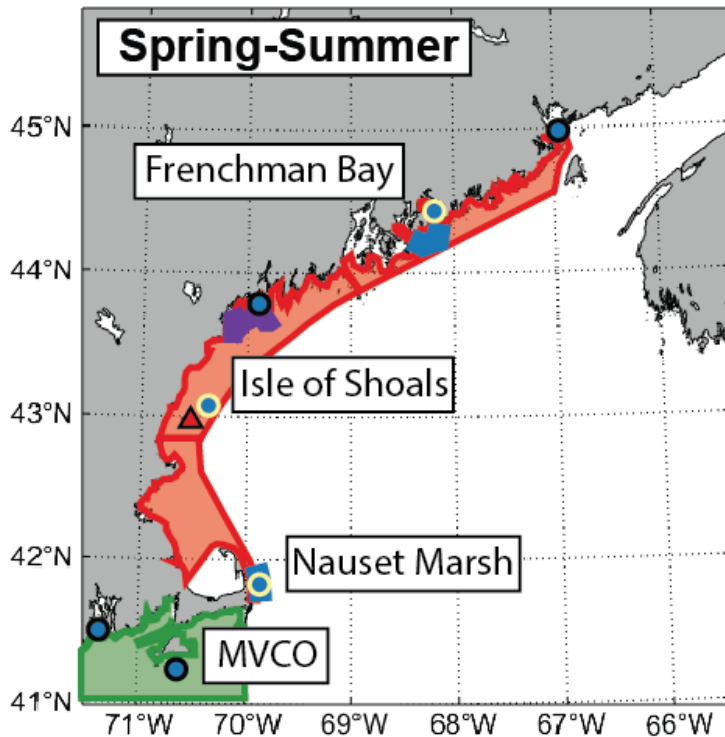 Spring-Summer
45°N
Frenchman Bay
44°N
Isle of Shoals
43°N
42°N
Nauset Marsh
MVCO
41°N
71°W 70°W 69°W 68°W 67°W 66°W